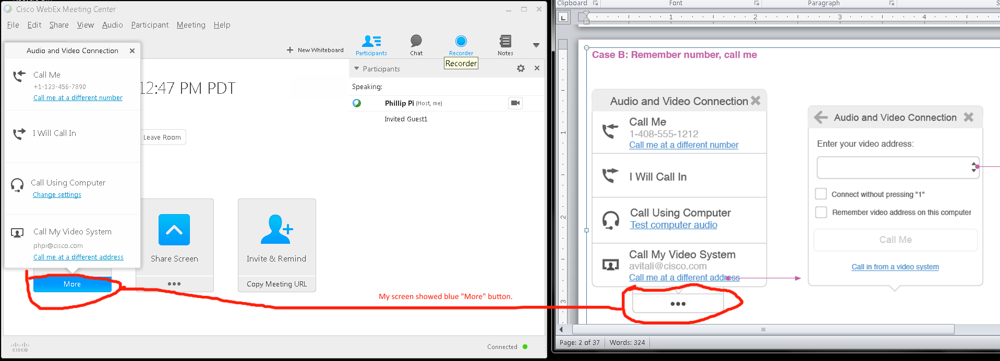 Cisco WebEx Meeting Center
File Edit Share View Audio Participant Meeting Help
New Whiteboard
Participants
Chat
Recorder
Notes
Recorder
Audio and Video Connection
Call Me
+1-123-456-7890
Call me at a different number
I Will Call In
Call Using Computer
Change settings
Call My Video System
phpi@cisco.com
Call me at a different address
More
12:47 PM PDT
Leave Room
Share Screen
Invite & Remind
Copy Meeting URL
Participants
Speaking:
Phillip Pi (Host, me)
Invited Guest1
My screen showed blue "More" button.
cisco
Connected
Clipboard
Font
Paragraph
L
1 2 3 4
1
2
3
Case B: Remember number, call me
Audio and Video Connection
Call Me
1-408-555-1212
Call me at a different number
I Will Call In
Call Using Computer
Test computer audio
Call My Video System
avitali@cisco.com
Call me at a different address
Audio and Video Connection
Enter your video address:
Connect without pressing "1"
Remember video address on this computer
Call Me
Call in from a video system
Page: 2 of 37
Words: 324